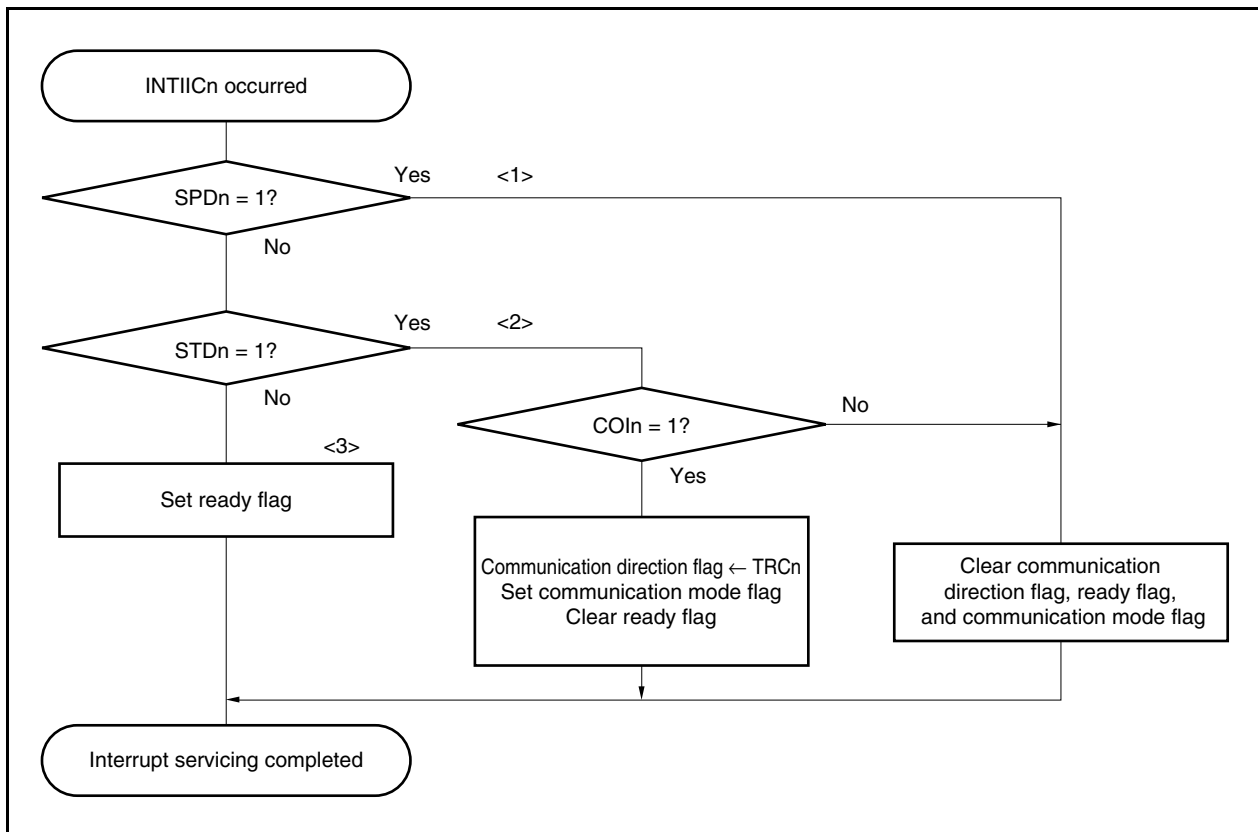 INTIICn occurred
Yes
<1>
SPDn = 1?
No
Yes
<2>
STDn = 1?
No
COIn = 1?
No
Yes
<3>
Set ready flag
Communication direction flag ← TRCn
Set communication mode flag
Clear ready flag
Clear communication
direction flag, ready flag,
and communication mode flag
Interrupt servicing completed